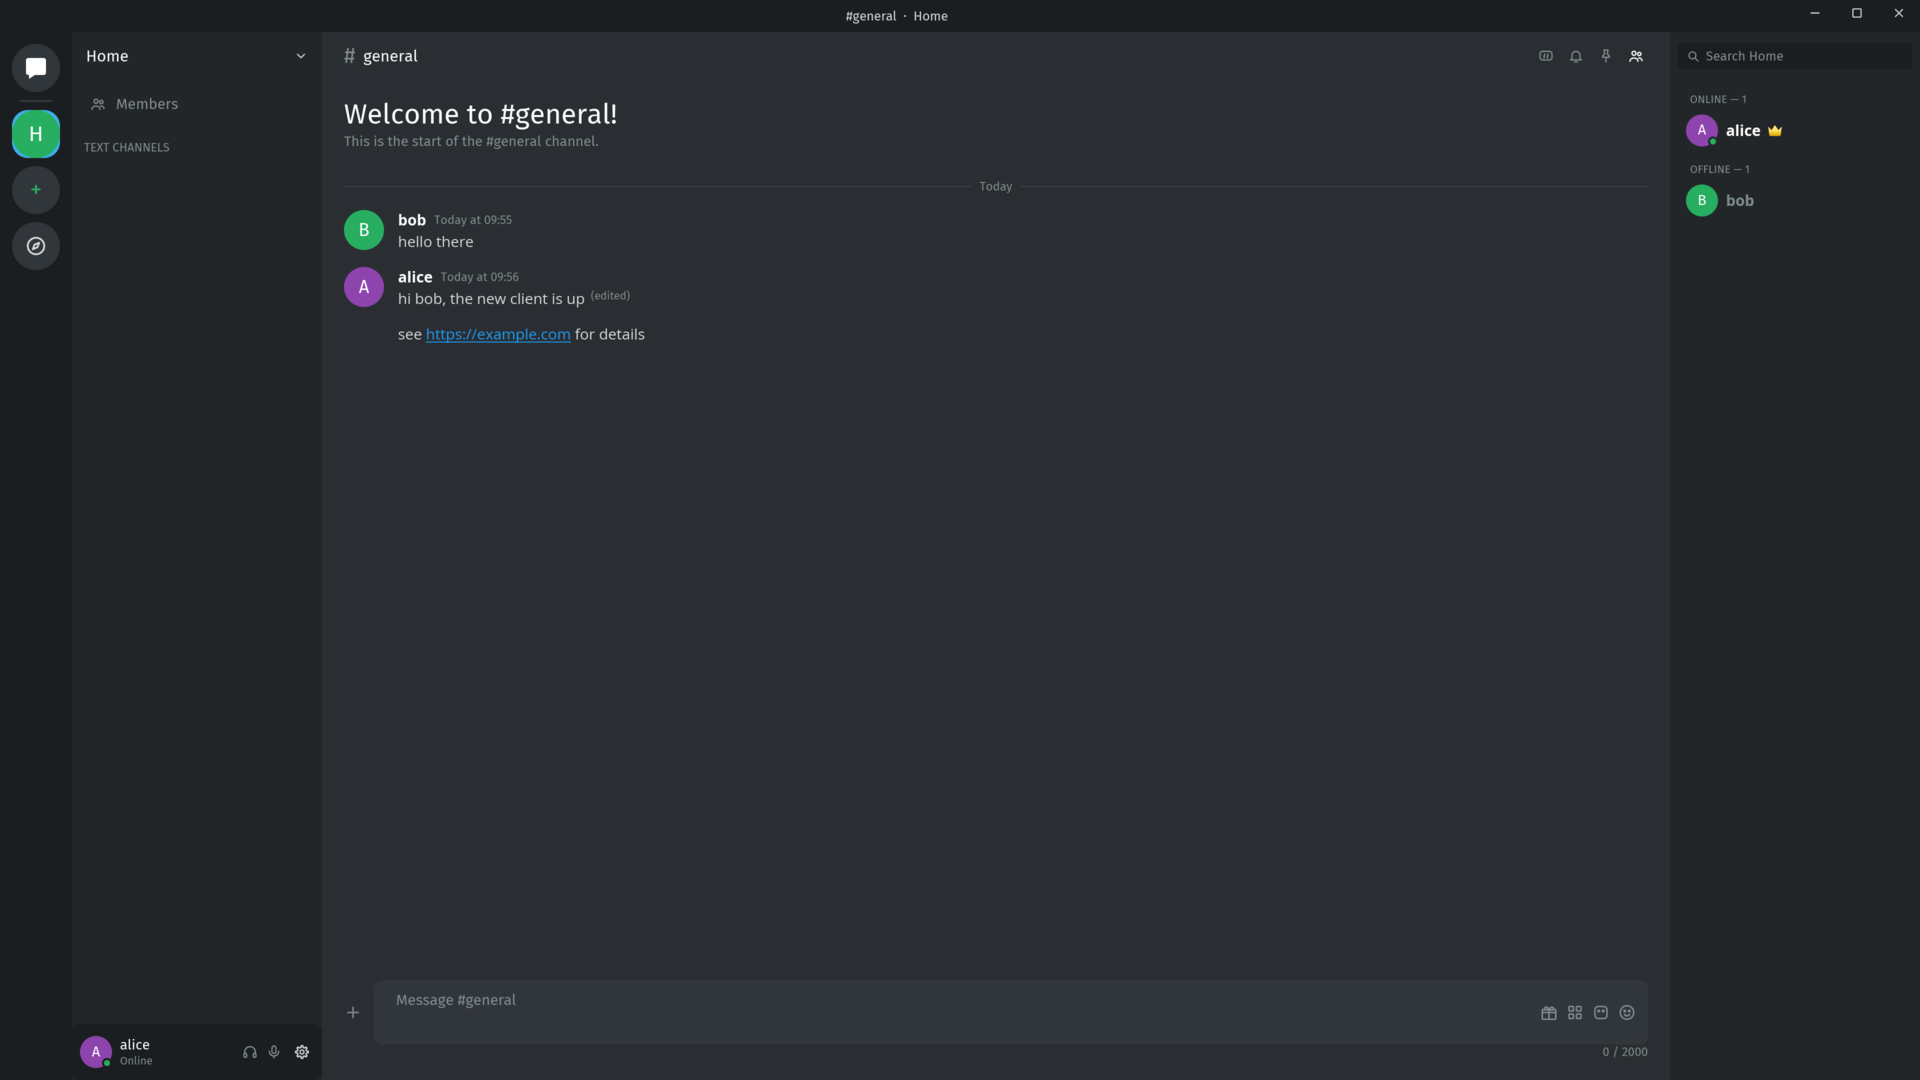 #general · Home
Home
Members
TEXT CHANNELS
H
+
# general
Welcome to #general!
This is the start of the #general channel.
Today
B
bob Today at 09:55
hello there
A
alice Today at 09:56
hi bob, the new client is up (edited)
see https://example.com for details
+
Message #general
0 / 2000
A
alice
Online
Search Home
ONLINE — 1
A
alice
OFFLINE — 1
B
bob